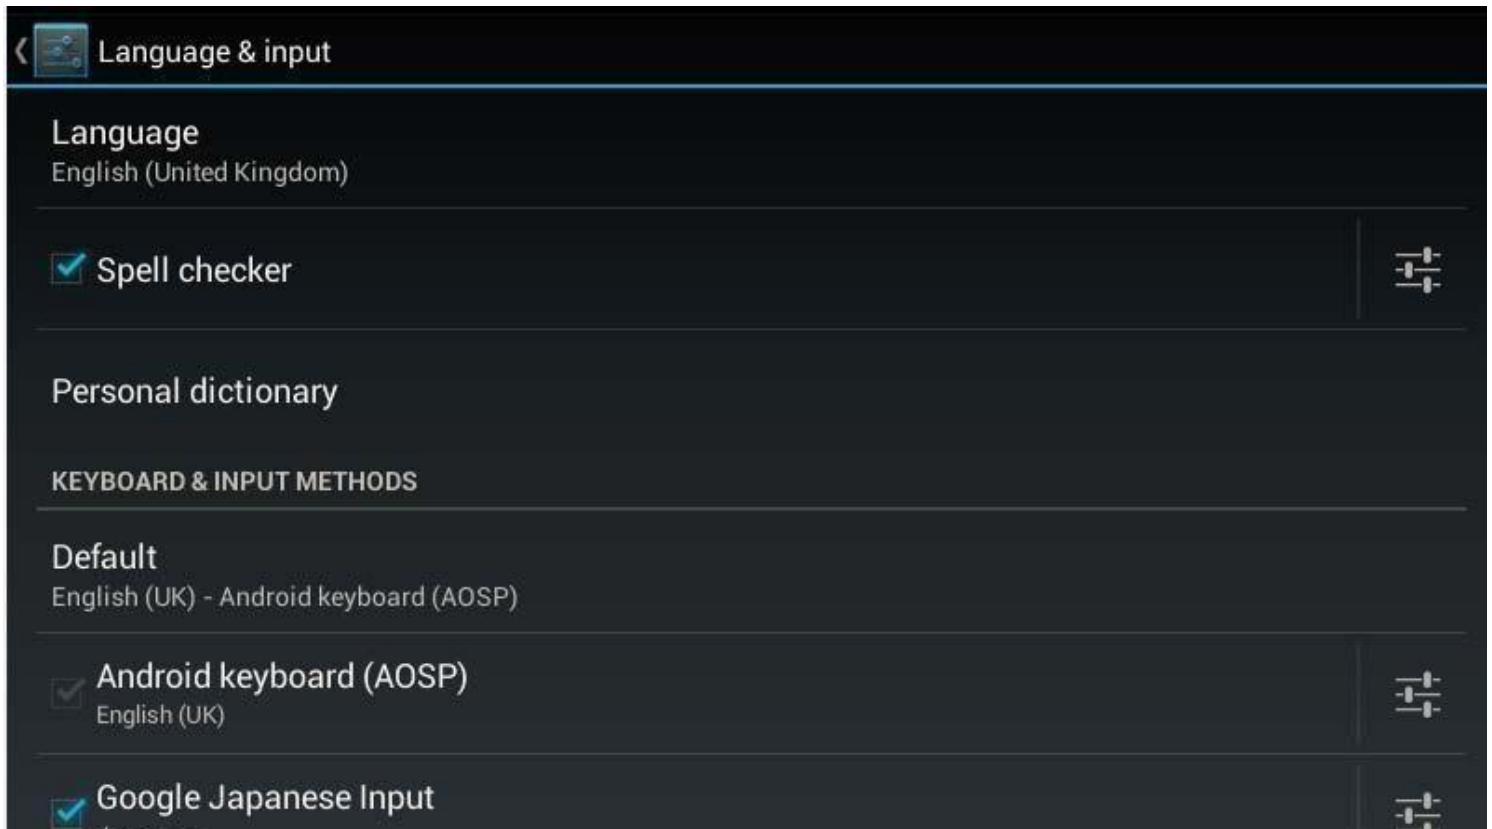 Language & input
Language
English (United Kingdom)
Spell checker
Personal dictionary
KEYBOARD & INPUT METHODS
Default
English (UK) - Android keyboard (AOSP)
Android keyboard (AOSP)
English (UK)
Google Japanese Input